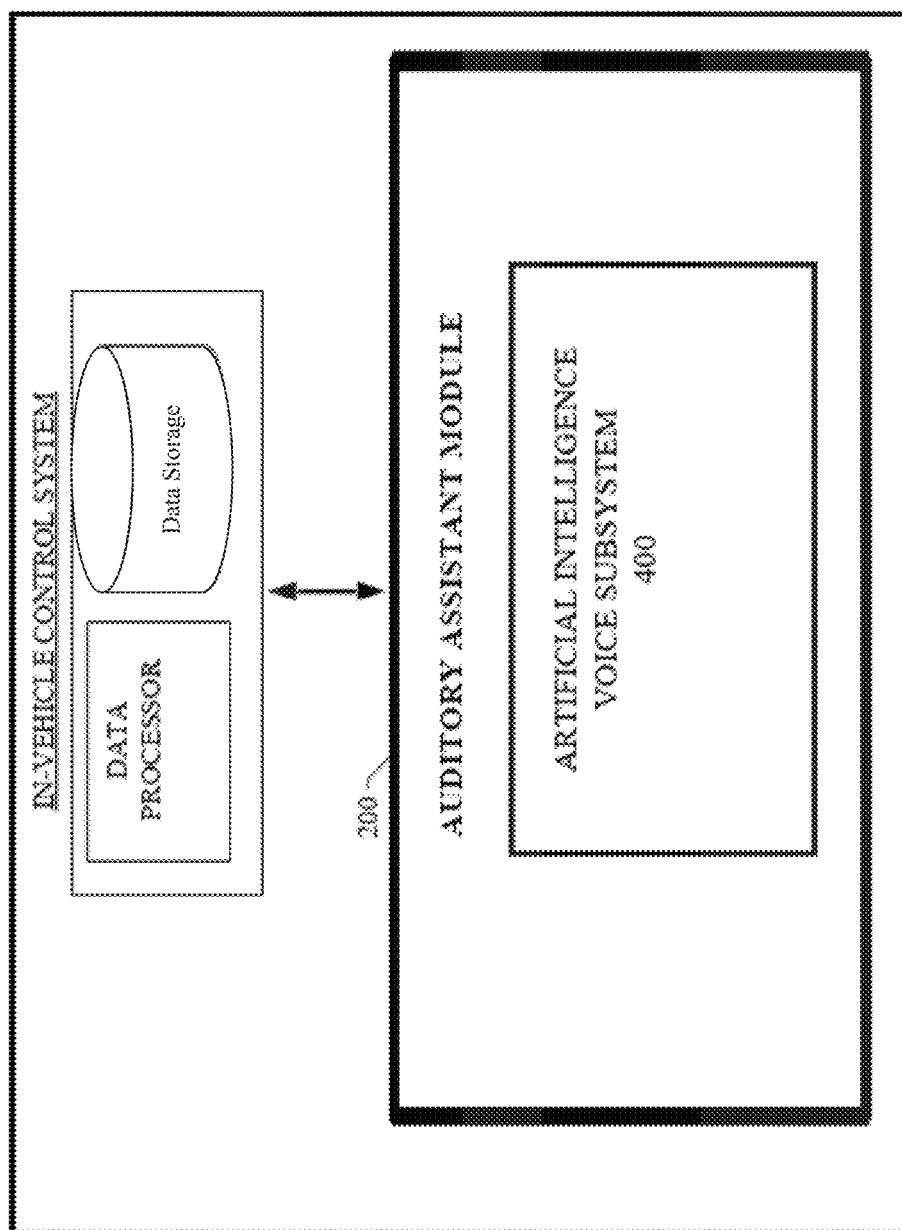 IN-VEHICLE CONTROL SYSTEM
DATA
PROCESSOR
Data Storage
200
AUDITORY ASSISTANT MODULE
ARTIFICIAL INTELLIGENCE
VOICE SUBSYSTEM
400